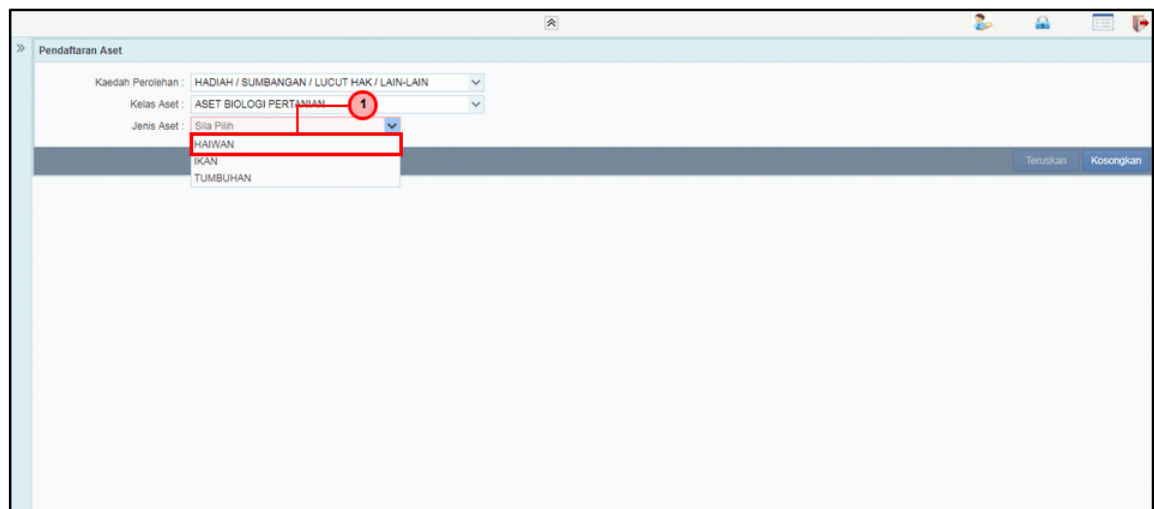 Pendaftaran Aset
Kaedah Perolehan : HADIAH / SUMBANGAN / LUCUT HAK / LAIN-LAIN
Kelas Aset : ASET BIOLOGI PERTANIAN
1
Jenis Aset : Sila Pilih
HAIWAN
IKAN
TUMBUHAN
Teruskan Kosongkan